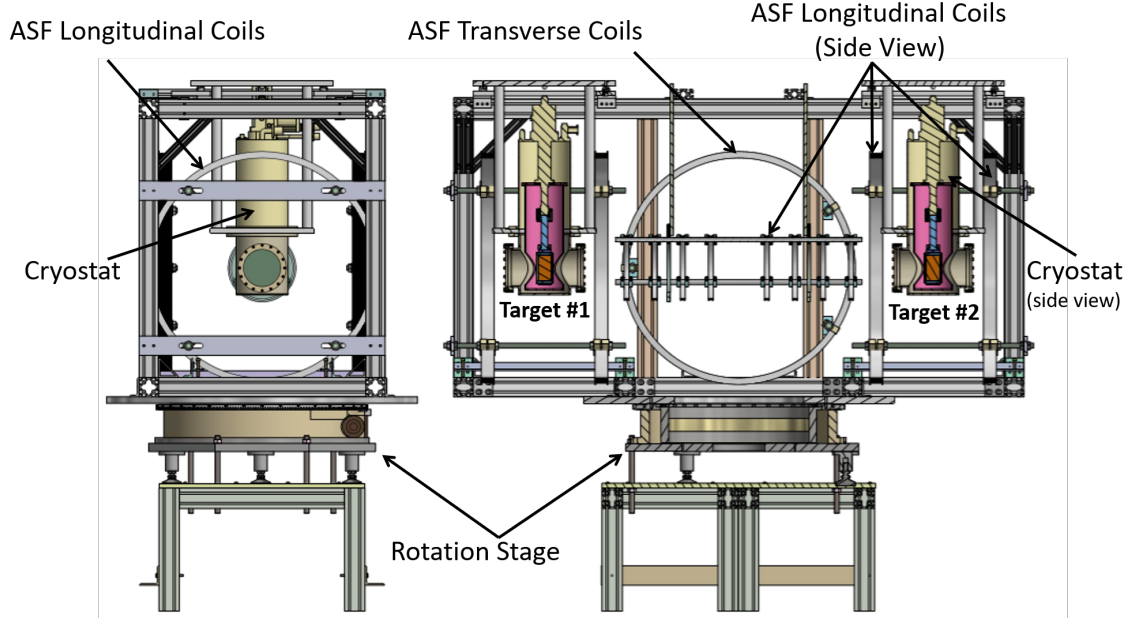 ASF Longitudinal Coils
ASF Transverse Coils
ASF Longitudinal Coils
(Side View)
Cryostat
Target #1
Target #2
Cryostat
(side view)
Rotation Stage